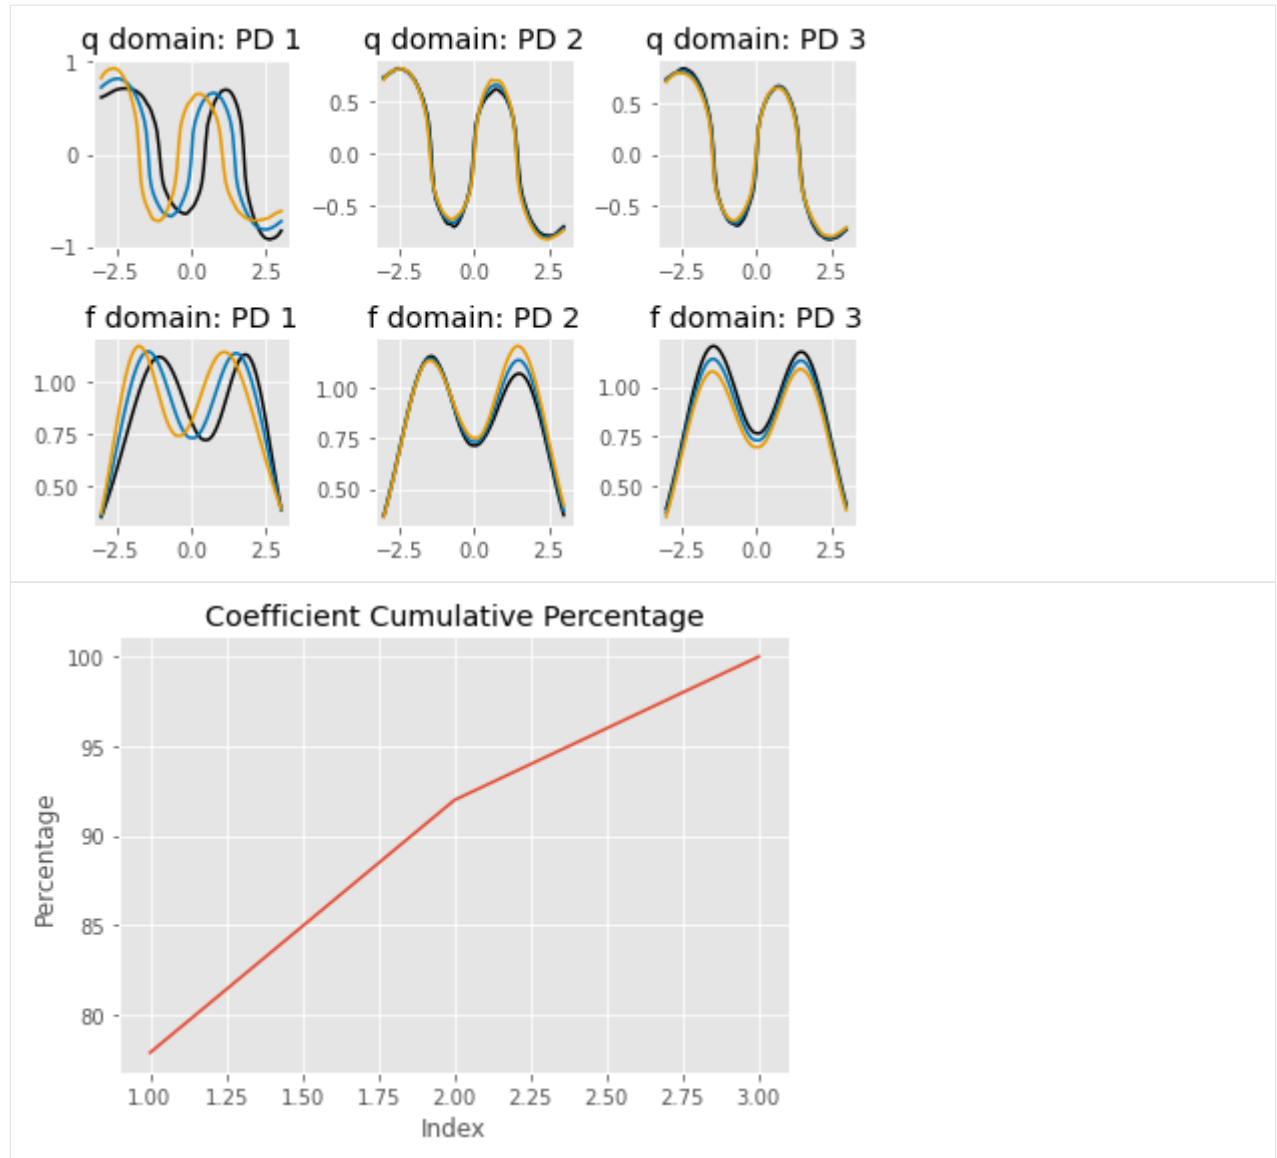 q domain: PD 1 q domain: PD 2 q domain: PD 3
1
0
−1
0.5
0.0
−0.5
0.5
0.0
−0.5
−2.5 0.0 2.5 −2.5 0.0 2.5 −2.5 0.0 2.5
f domain: PD 1 f domain: PD 2 f domain: PD 3
1.00
0.75
0.50
1.00
0.75
0.50
1.00
0.75
0.50
−2.5 0.0 2.5 −2.5 0.0 2.5 −2.5 0.0 2.5
Coefficient Cumulative Percentage
100
95
90
85
80
Percentage
1.00 1.25 1.50 1.75 2.00 2.25 2.50 2.75 3.00
Index